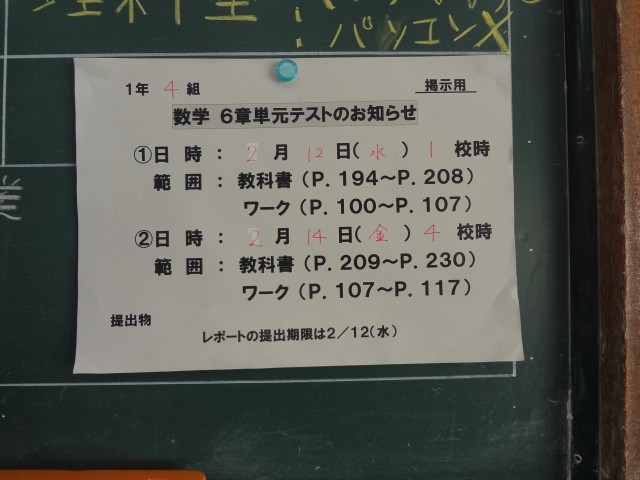 パソコン✕
1年 4 組
掲示用
数学 6章単元テストのお知らせ
①日 時 : 2 月 12 日( 水 ) 1 校時
範 囲 : 教科書(P.194～P.208)
ワーク(P.100～P.107)
②日 時 : 2 月 14 日( 金 ) 4 校時
範 囲 : 教科書(P.209～P.230)
ワーク(P.107～P.117)
提出物
レポートの提出期限は2/12(水)